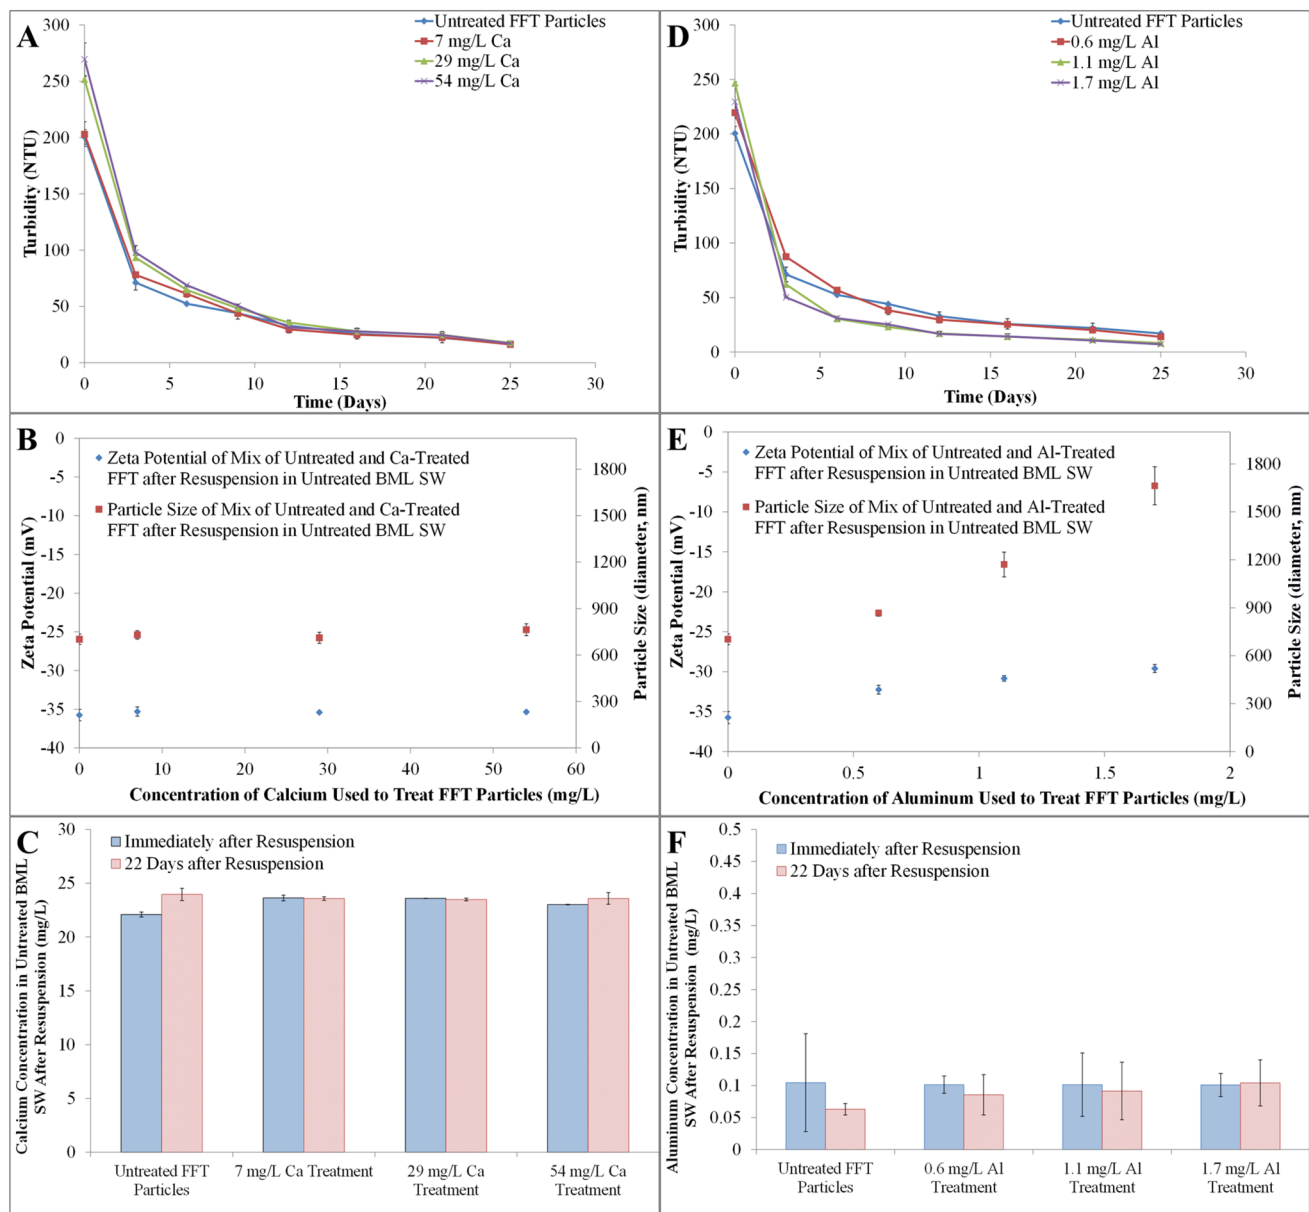 A
Untreated FFT Particles
7 mg/L Ca
29 mg/L Ca
54 mg/L Ca
300
250
200
150
100
50
0
Turbidity (NTU)
0 5 10 15 20 25 30
Time (Days)
D
Untreated FFT Particles
0.6 mg/L Al
1.1 mg/L Al
1.7 mg/L Al
300
250
200
150
100
50
0
Turbidity (NTU)
0 5 10 15 20 25 30
Time (Days)
B
Zeta Potential of Mix of Untreated and Ca-Treated
FFT after Resuspension in Untreated BML SW
Particle Size of Mix of Untreated and Ca-Treated
FFT after Resuspension in Untreated BML SW
0
-5
-10
-15
-20
-25
-30
-35
-40
Zeta Potential (mV)
1800
1500
1200
900
600
300
0
Particle Size (diameter, nm)
0 10 20 30 40 50 60
Concentration of Calcium Used to Treat FFT Particles (mg/L)
E
Zeta Potential of Mix of Untreated and Al-Treated
FFT after Resuspension in Untreated BML SW
Particle Size of Mix of Untreated and Al-Treated
FFT after Resuspension in Untreated BML SW
0
-5
-10
-15
-20
-25
-30
-35
-40
Zeta Potential (mV)
1800
1500
1200
900
600
300
0
Particle Size (diameter, nm)
0 0.5 1 1.5 2
Concentration of Aluminum Used to Treat FFT Particles (mg/L)
C
Immediately after Resuspension
22 Days after Resuspension
30
25
20
15
10
5
0
Calcium Concentration in Untreated BML
SW After Resuspension (mg/L)
Untreated FFT
Particles
7 mg/L Ca Treatment
29 mg/L Ca
Treatment
54 mg/L Ca
Treatment
F
Immediately after Resuspension
22 Days after Resuspension
0.5
0.45
0.4
0.35
0.3
0.25
0.2
0.15
0.1
0.05
0
Aluminum Concentration in Untreated BML
SW After Resuspension (mg/L)
Untreated FFT
Particles
0.6 mg/L Al
Treatment
1.1 mg/L Al
Treatment
1.7 mg/L Al
Treatment